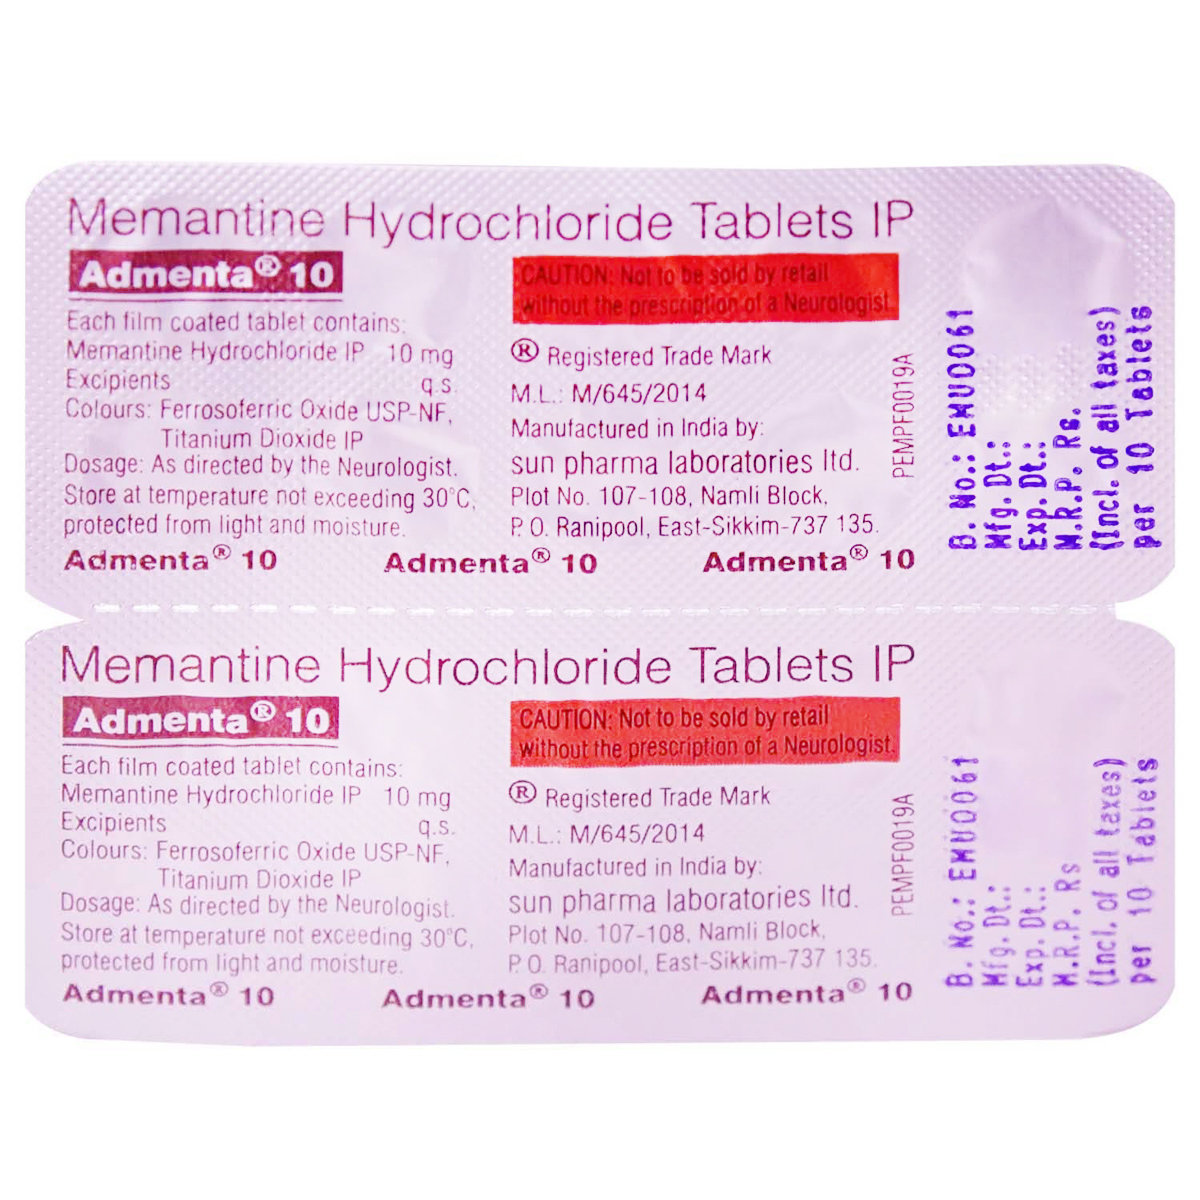 Memantine Hydrochloride Tablets IP
Admenta® 10
Each film coated tablet contains:
Memantine Hydrochloride IP 10 mg
Excipients q.s.
Colours: Ferrosoferric Oxide USP-NF,
Titanium Dioxide IP
Dosage: As directed by the Neurologist.
Store at temperature not exceeding 30°C,
protected from light and moisture.
CAUTION: Not to be sold by retail
without the prescription of a Neurologist.
® Registered Trade Mark
M.L.: M/645/2014
Manufactured in India by:
sun pharma laboratories ltd.
Plot No. 107-108, Namli Block,
P.O. Ranipool, East-Sikkim-737 135.
PEMPF0019A
Admenta® 10 Admenta® 10 Admenta® 10
B. No.: EMU0061
Mfg. Dt.:
Exp. Dt.:
M.R.P. Rs.
(Incl. of all taxes)
per 10 Tablets
Memantine Hydrochloride Tablets IP
Admenta® 10
Each film coated tablet contains:
Memantine Hydrochloride IP 10 mg
Excipients q.s.
Colours: Ferrosoferric Oxide USP-NF,
Titanium Dioxide IP
Dosage: As directed by the Neurologist.
Store at temperature not exceeding 30°C,
protected from light and moisture.
CAUTION: Not to be sold by retail
without the prescription of a Neurologist.
® Registered Trade Mark
M.L.: M/645/2014
Manufactured in India by:
sun pharma laboratories ltd.
Plot No. 107-108, Namli Block,
P.O. Ranipool, East-Sikkim-737 135.
PEMPF0019A
Admenta® 10 Admenta® 10 Admenta® 10
B. No.: EMU0061
Mfg. Dt.:
Exp. Dt.:
M.R.P. Rs
(Incl. of all taxes)
per 10 Tablets